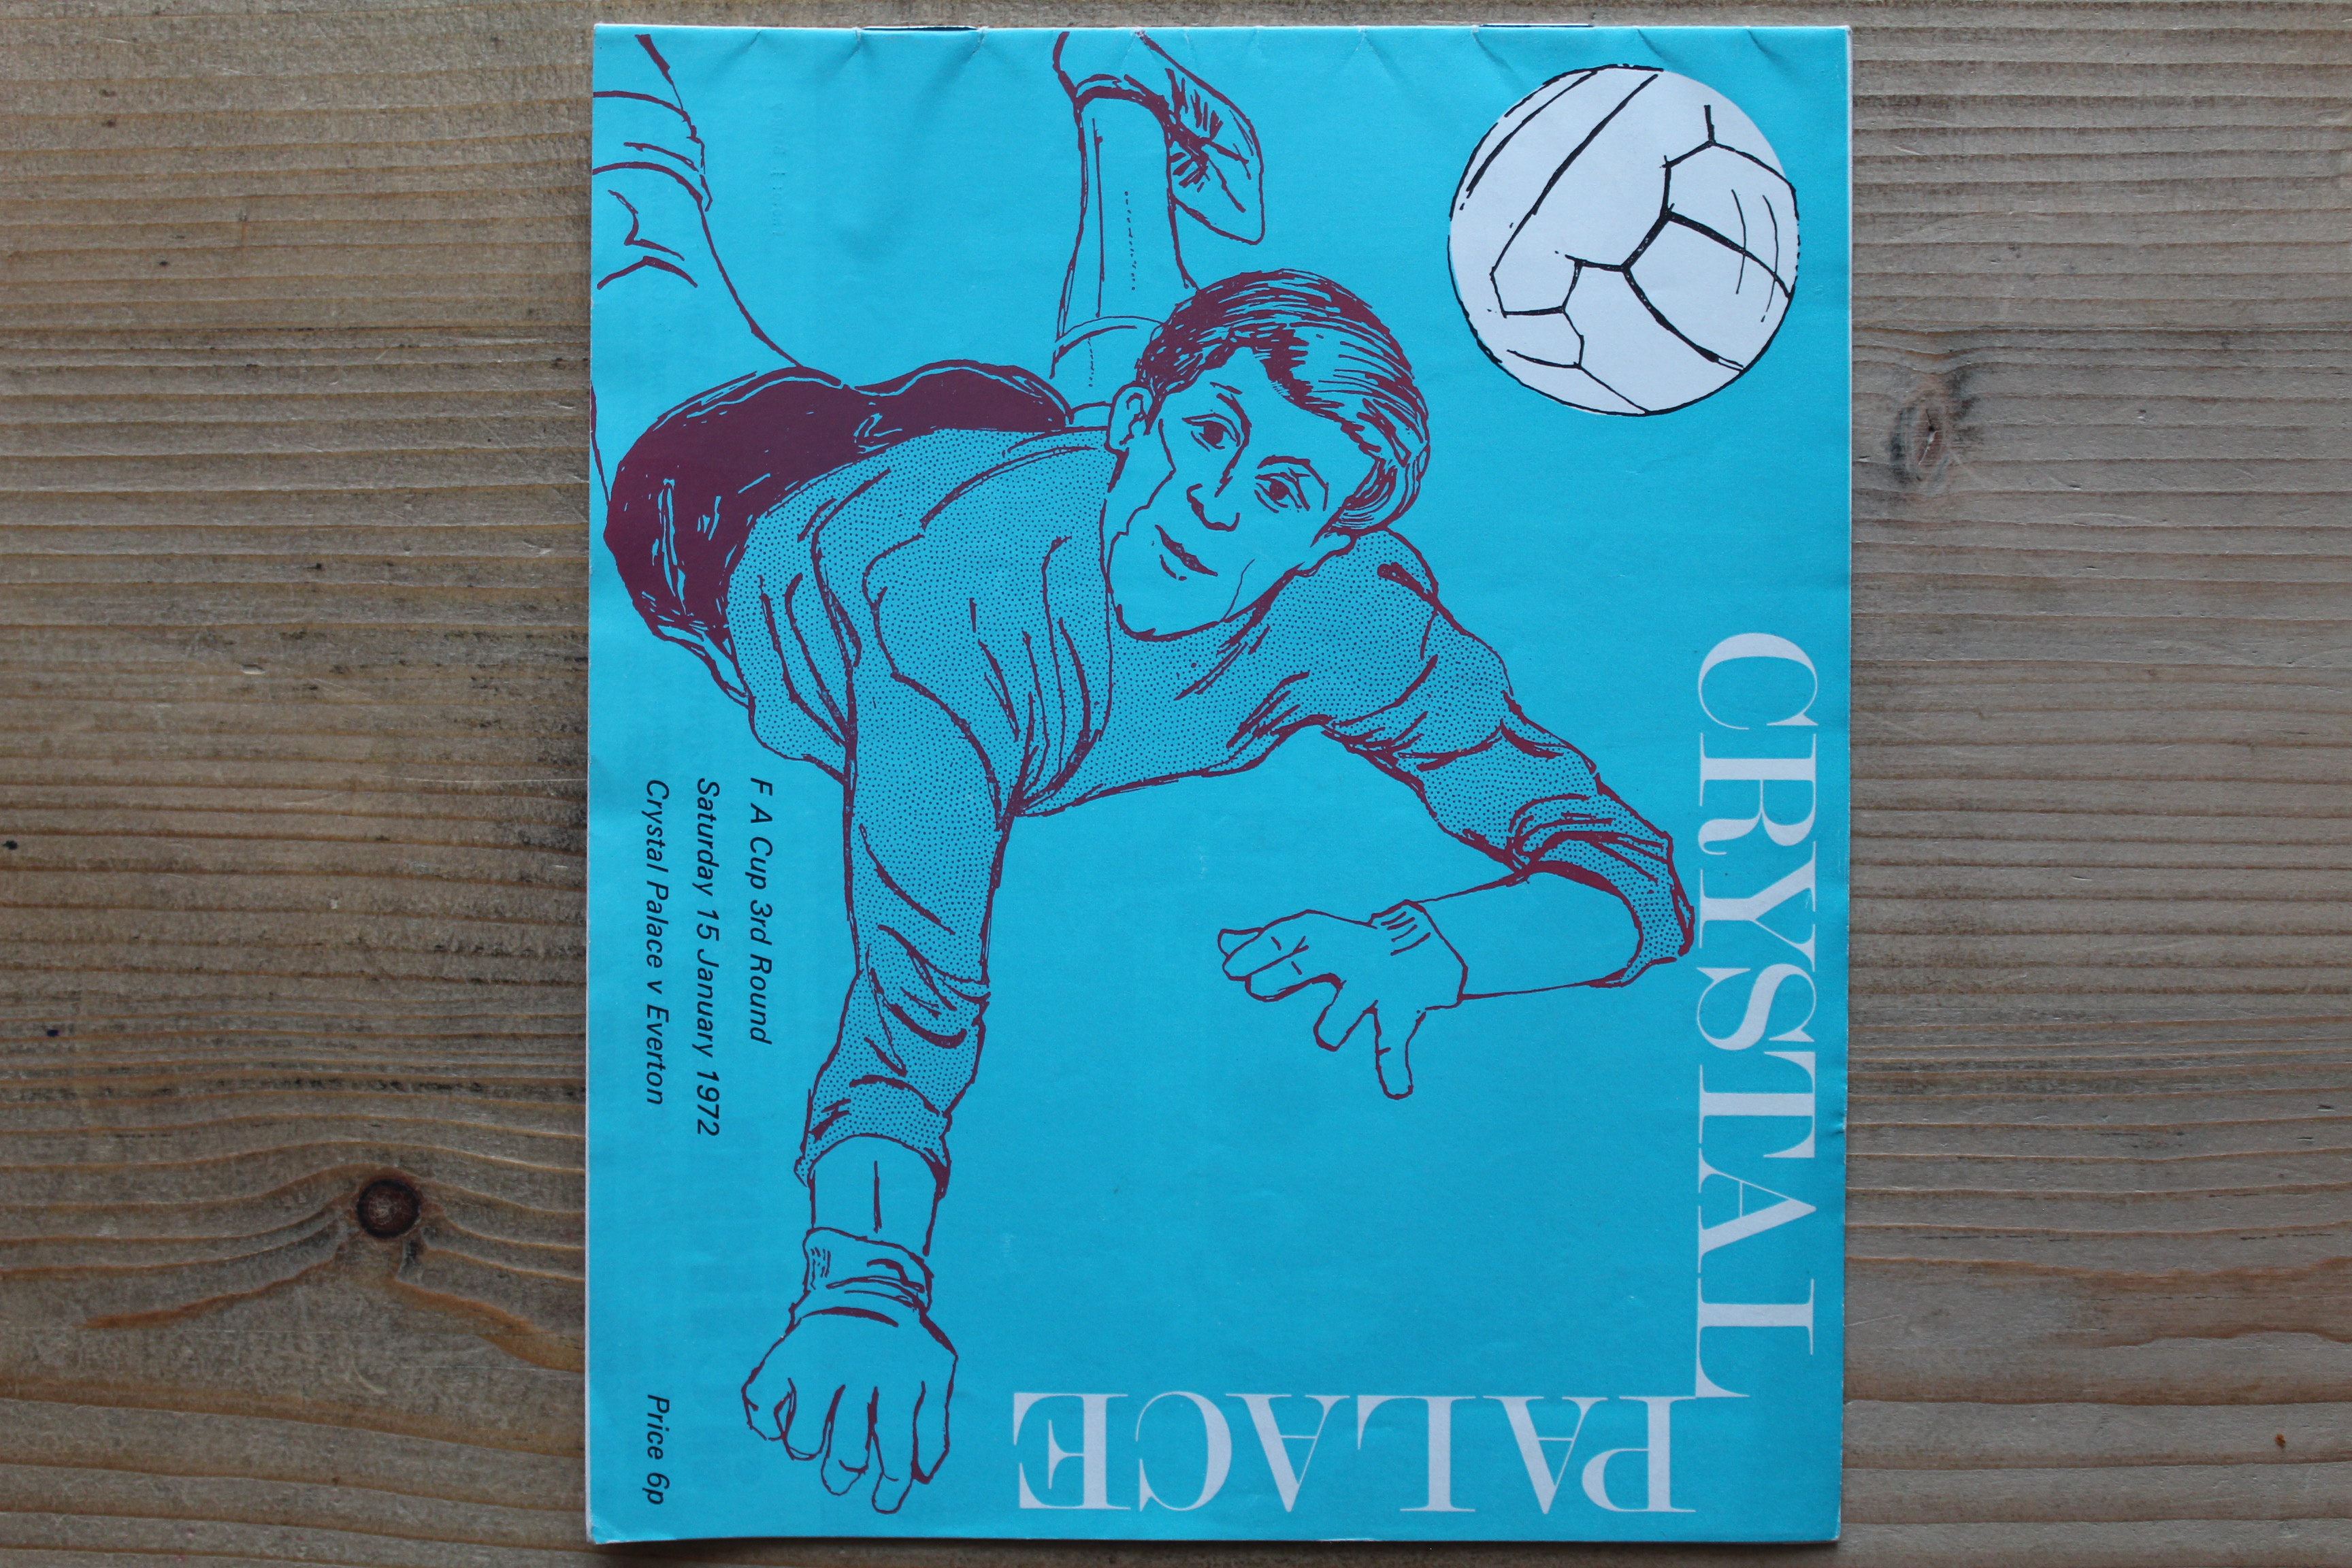 CRYSTAL
PALACE
F A Cup 3rd Round
Saturday 15 January 1972
Crystal Palace v Everton
Price 6p